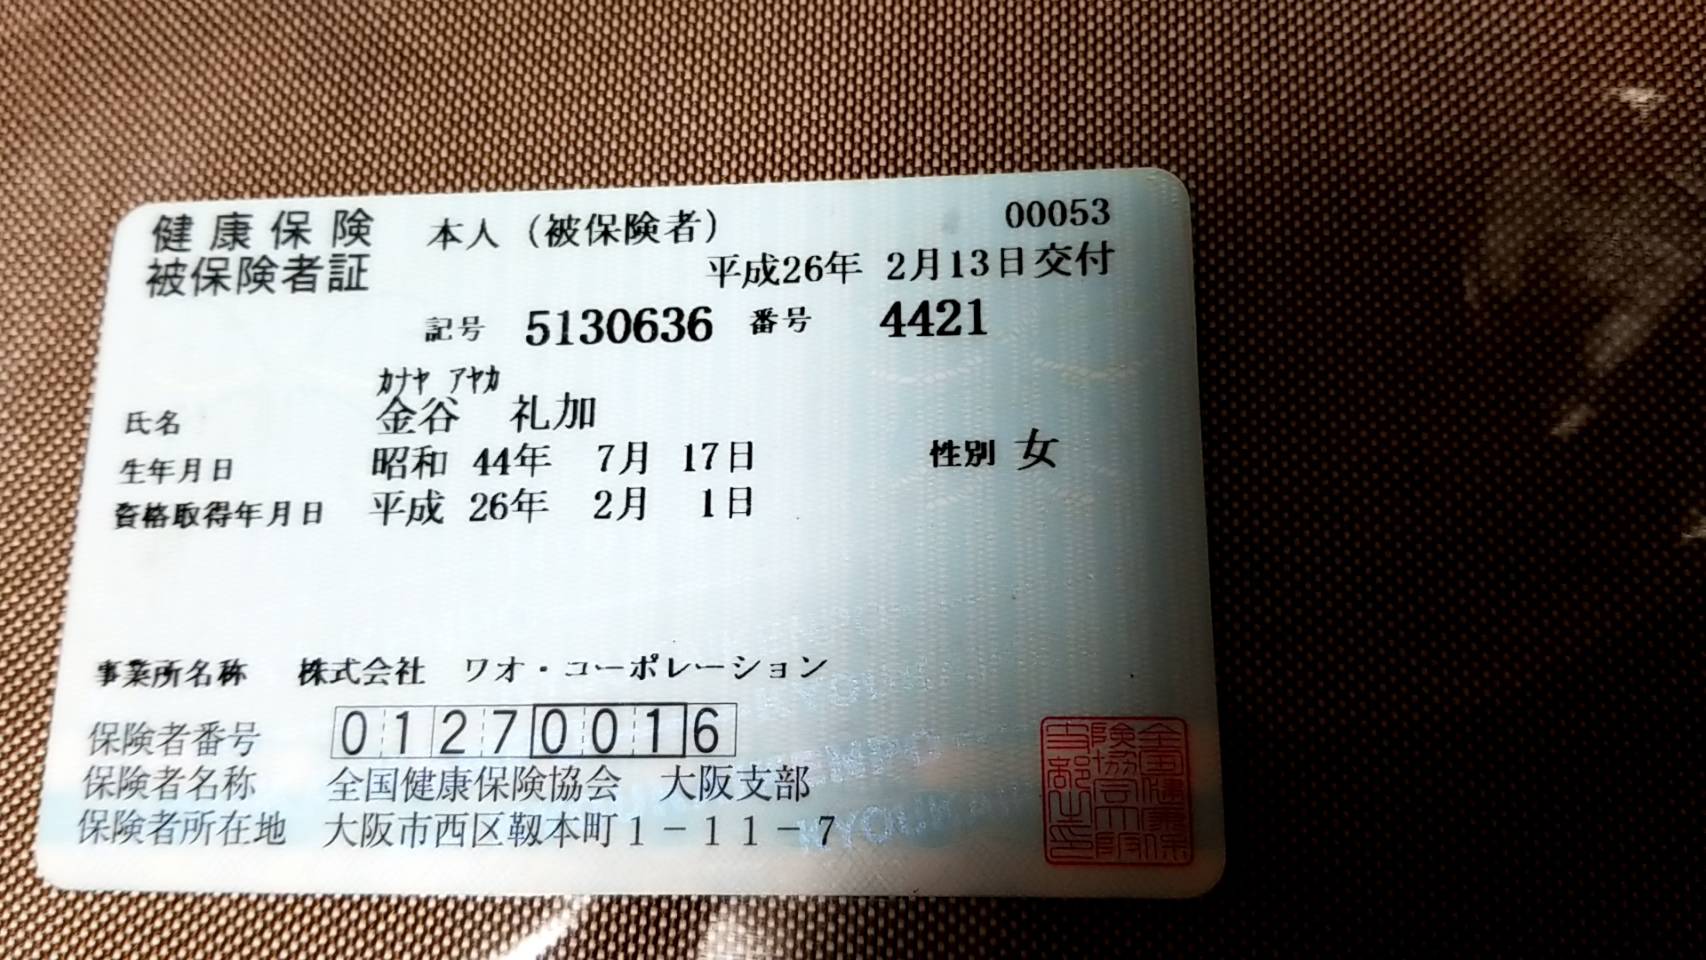 健康保険 本人(被保険者) 00053
被保険者証 平成26年 2月13日交付
記号 5130636 番号 4421
カナヤ アヤカ
氏名 金谷 礼加
生年月日 昭和 44年 7月 17日 性別 女
資格取得年月日 平成 26年 2月 1日
事業所名称 株式会社 ワオ・コーポレーション
保険者番号 01270016
保険者名称 全国健康保険協会 大阪支部
保険者所在地 大阪市西区靱本町1-11-7